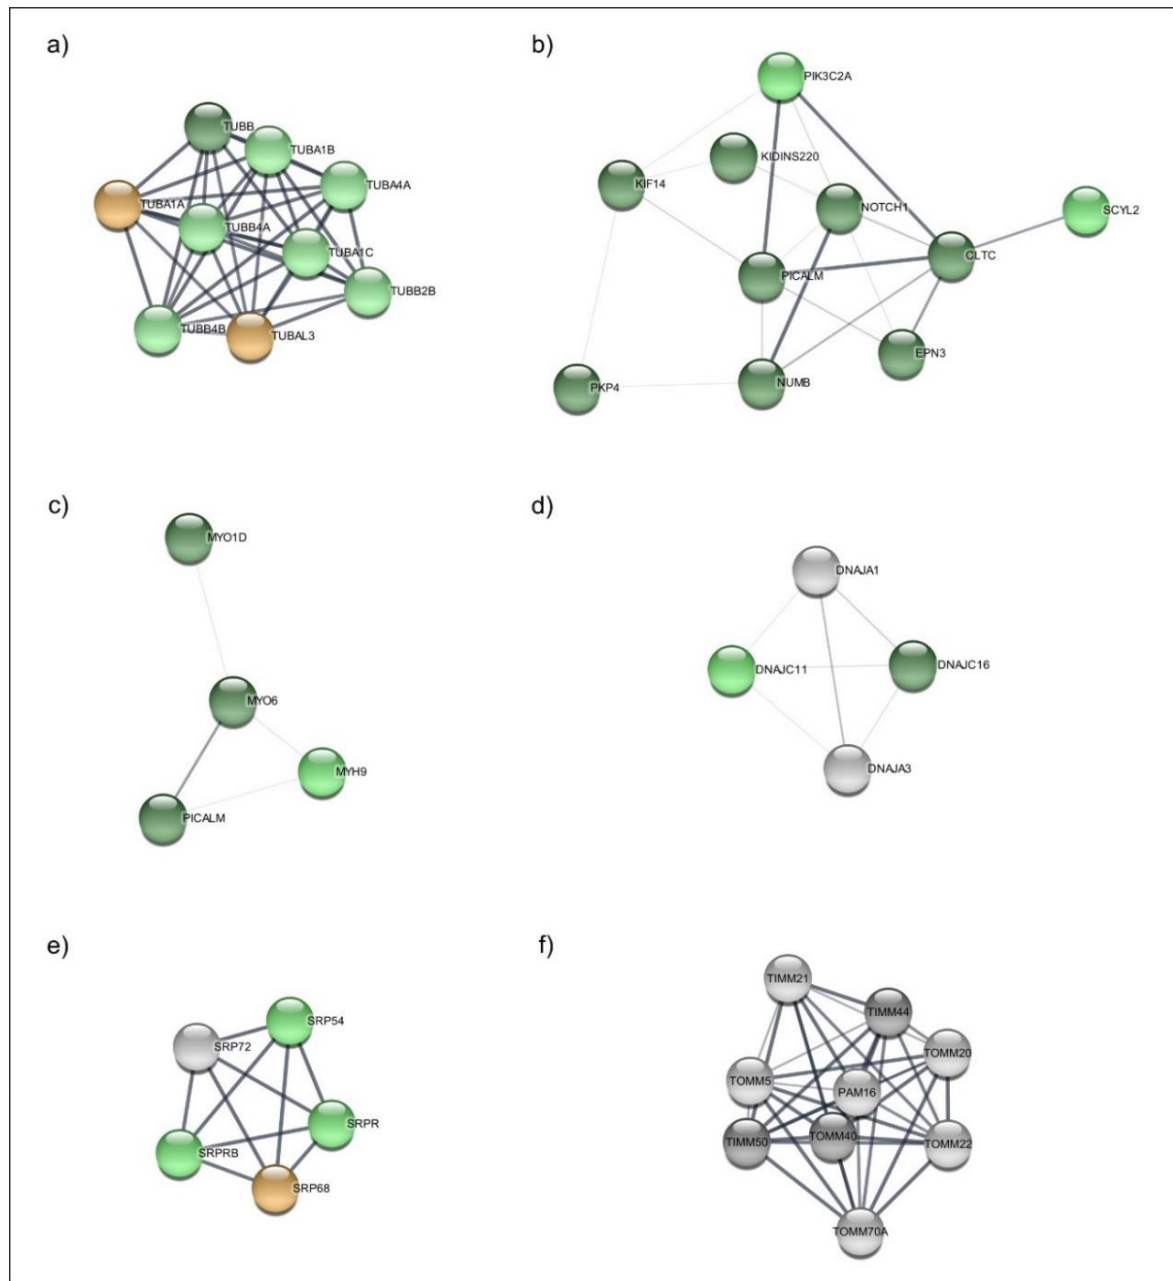 a)
TUBB
TUBA1B
TUBA4A
TUBA1A
TUBB4A
TUBA1C
TUBB2B
TUBB4B
TUBAL3
b)
PIK3C2A
KIDINS220
KIF14
NOTCH1
SCYL2
CLTC
PICALM
EPN3
PKP4
NUMB
c)
MYO1D
MYO6
MYH9
PICALM
d)
DNAJA1
DNAJC11
DNAJC16
DNAJA3
e)
SRP54
SRP72
SRPR
SRPRB
SRP68
f)
TIMM21
TIMM44
TOMM20
TOMM5
PAM16
TIMM50
TOMM40
TOMM22
TOMM70A